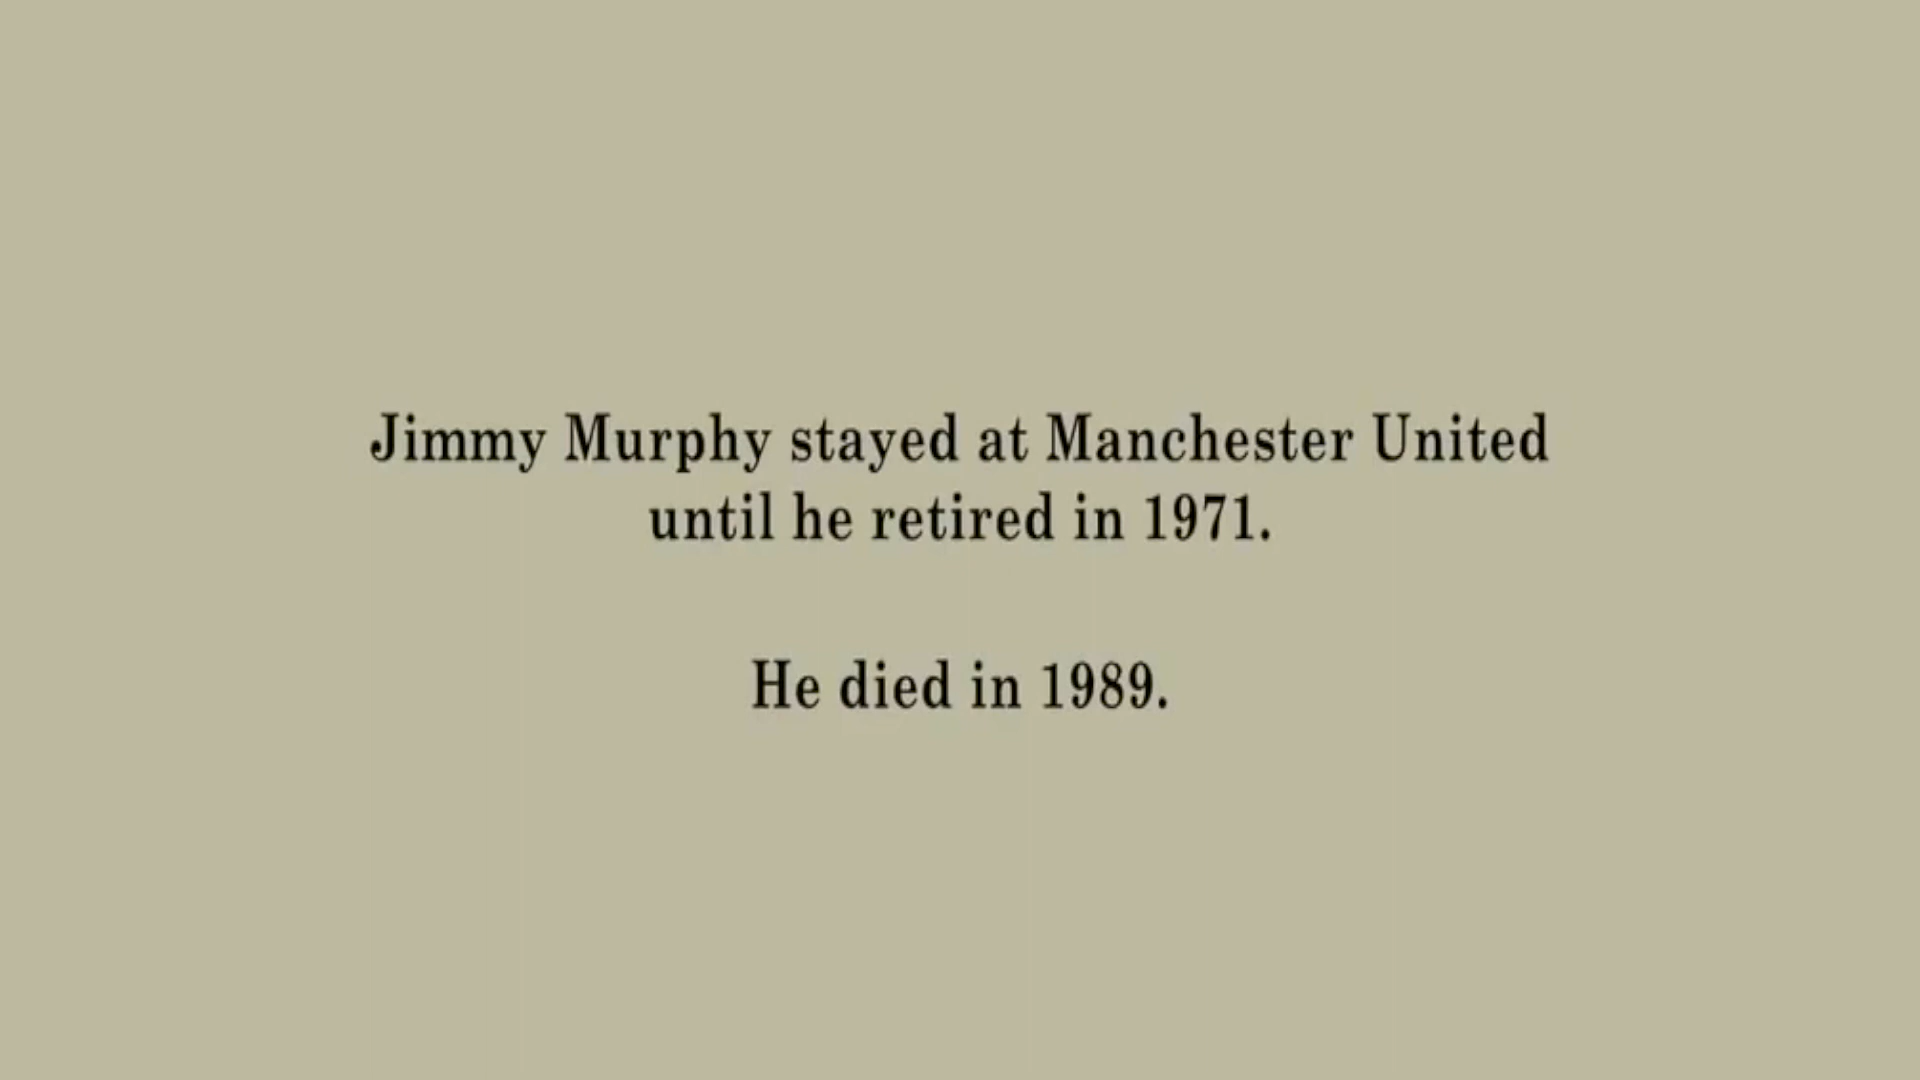 Jimmy Murphy stayed at Manchester United
until he retired in 1971.
He died in 1989.